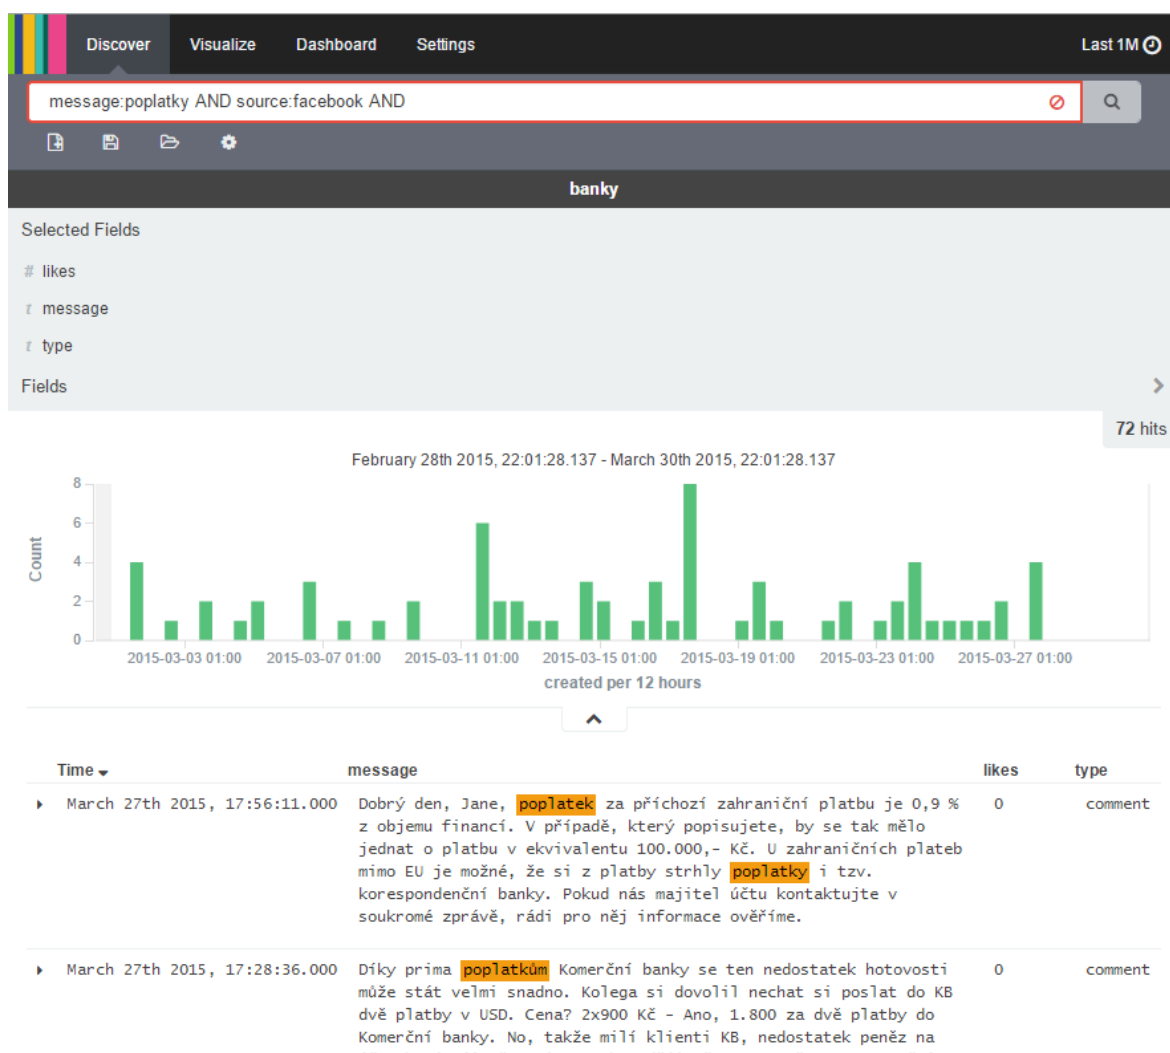 Discover Visualize Dashboard Settings Last 1M
message:poplatky AND source:facebook AND
banky
Selected Fields
# likes
t message
t type
Fields
72 hits
February 28th 2015, 22:01:28.137 - March 30th 2015, 22:01:28.137
Count
8
6
4
2
0
2015-03-03 01:00 2015-03-07 01:00 2015-03-11 01:00 2015-03-15 01:00 2015-03-19 01:00 2015-03-23 01:00 2015-03-27 01:00
created per 12 hours
Time message likes type
March 27th 2015, 17:56:11.000 Dobrý den, Jane, poplatek za příchozí zahraniční platbu je 0,9 % 0 comment
z objemu financí. V případě, který popisujete, by se tak mělo
jednat o platbu v ekvivalentu 100.000,- Kč. U zahraničních plateb
mimo EU je možné, že si z platby strhly poplatky i tzv.
korespondenční banky. Pokud nás majitel účtu kontaktujte v
soukromé zprávě, rádi pro něj informace ověříme.
March 27th 2015, 17:28:36.000 Díky prima poplatkům Komerční banky se ten nedostatek hotovosti 0 comment
může stát velmi snadno. Kolega si dovolil nechat si poslat do KB
dvě platby v USD. Cena? 2x900 Kč - Ano, 1.800 za dvě platby do
Komerční banky. No, takže milí klienti KB, nedostatek peněz na